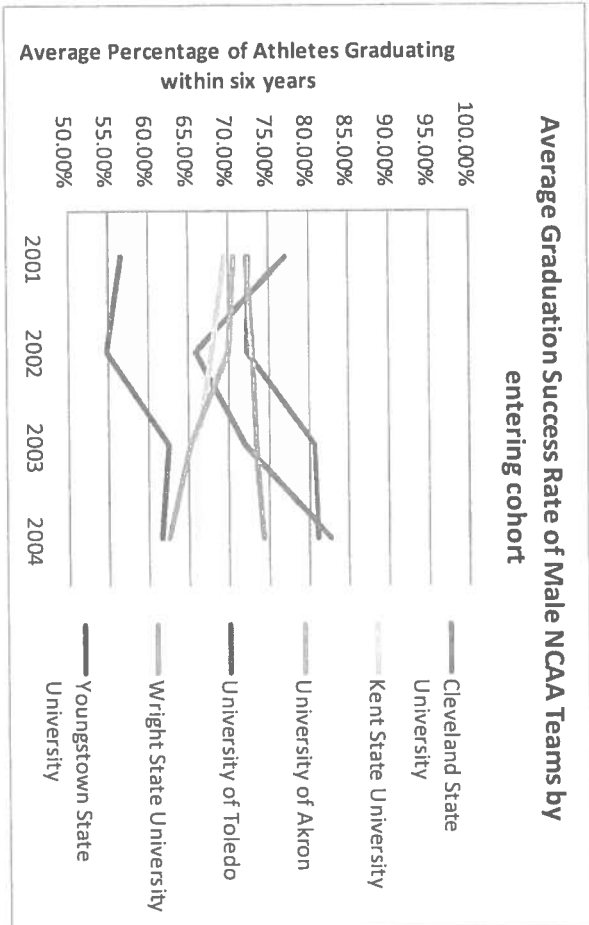 Average Graduation Success Rate of Male NCAA Teams by
entering cohort
Average Percentage of Athletes Graduating
within six years
100.00%
95.00%
90.00%
85.00%
80.00%
75.00%
70.00%
65.00%
60.00%
55.00%
50.00%
2001
2002
2003
2004
Cleveland State
University
Kent State University
University of Akron
University of Toledo
Wright State University
Youngstown State
University